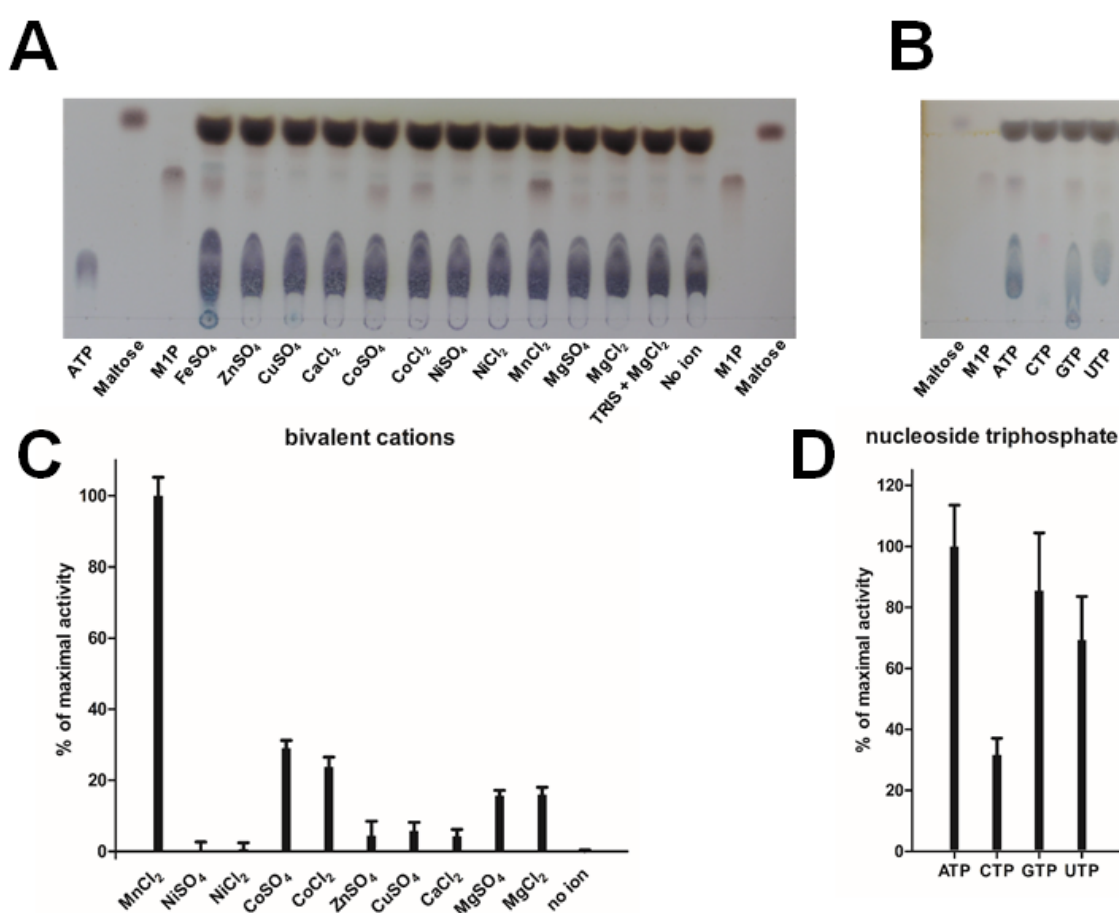 A
B
ATP
Maltose
M1P
FeSO₄
ZnSO₄
CuSO₄
CaCl₂
CoSO₄
CoCl₂
NiSO₄
NiCl₂
MnCl₂
MgSO₄
MgCl₂
TRIS + MgCl₂
No ion
M1P
Maltose
Maltose
M1P
ATP
CTP
GTP
UTP
C
bivalent cations
% of maximal activity
100
80
60
40
20
0
MnCl₂
NiSO₄
NiCl₂
CoSO₄
CoCl₂
ZnSO₄
CuSO₄
CaCl₂
MgSO₄
MgCl₂
no ion
D
nucleoside triphosphate
% of maximal activity
120
100
80
60
40
20
0
ATP
CTP
GTP
UTP